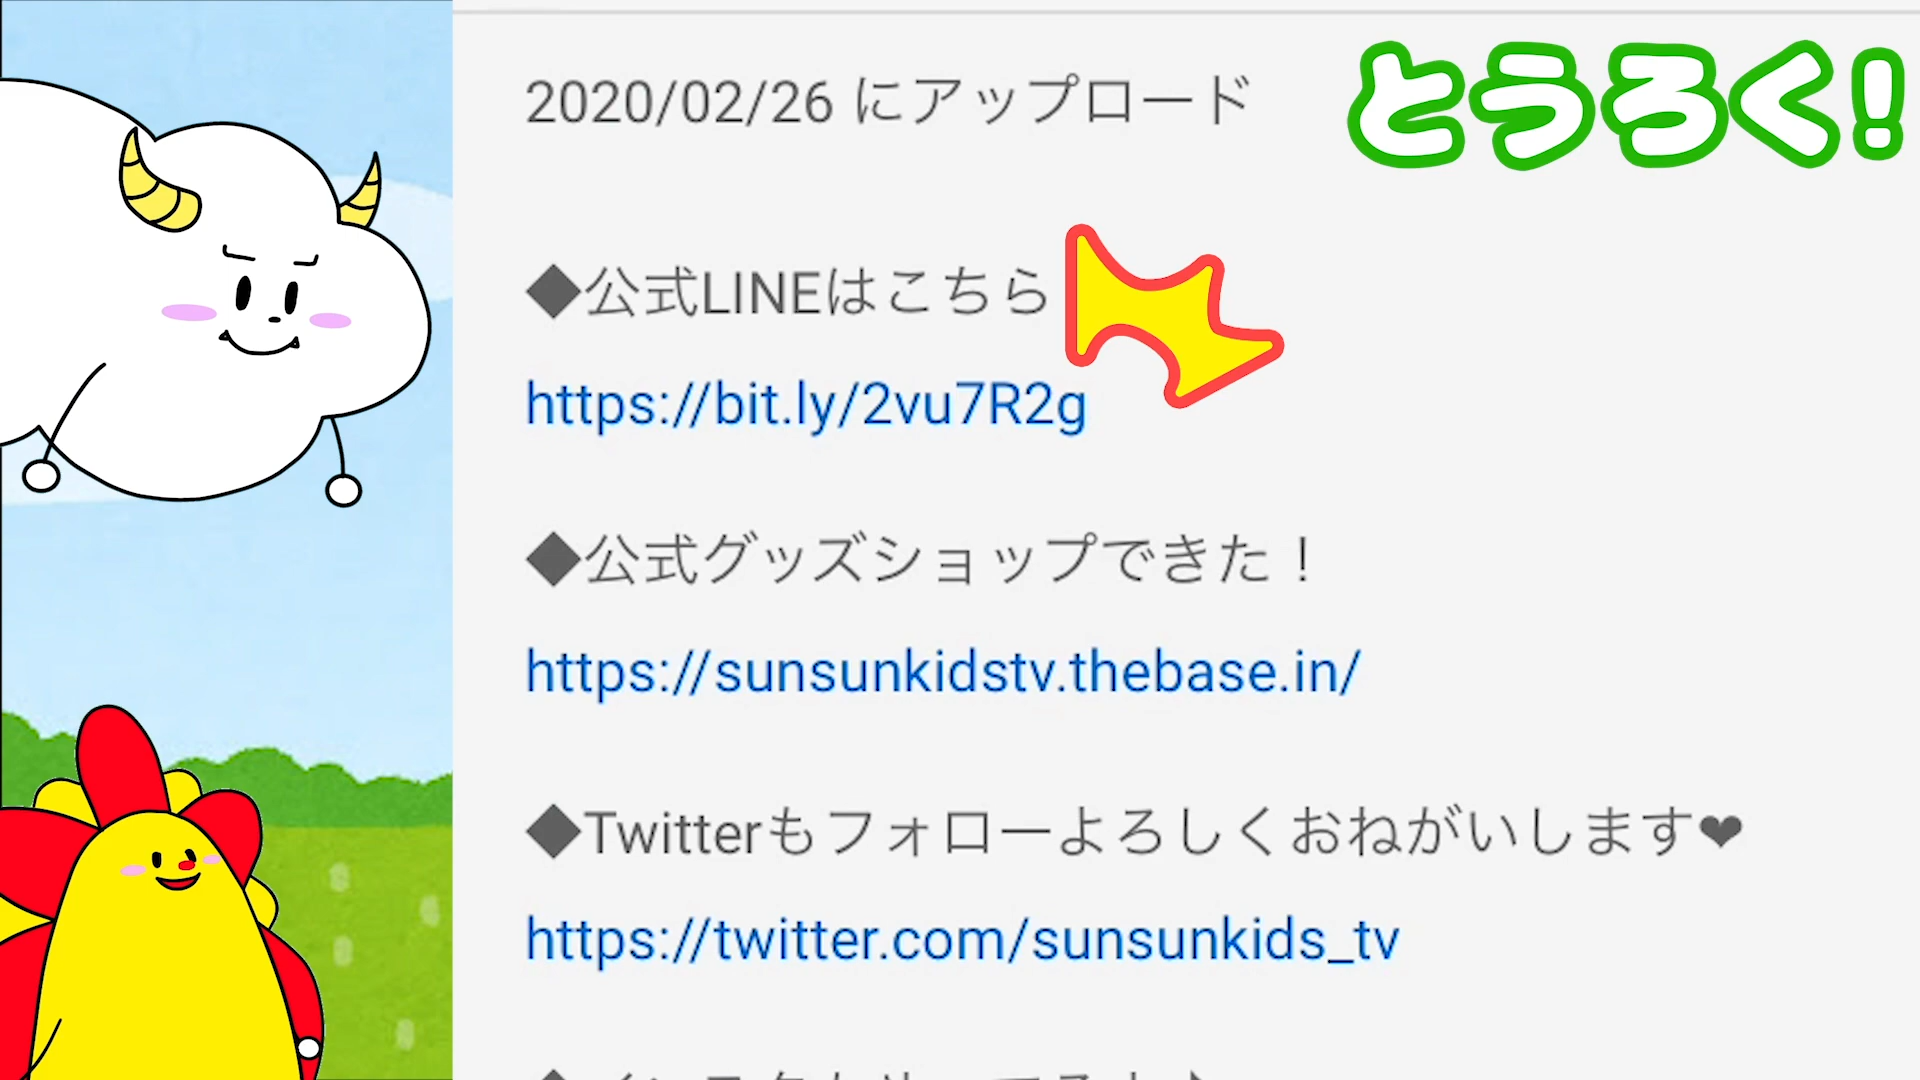 2020/02/26 にアップロード
とうろく!
◆公式LINEはこちら
https://bit.ly/2vu7R2g
◆公式グッズショップできた！
https://sunsunkidstv.thebase.in/
◆Twitterもフォローよろしくおねがいします❤
https://twitter.com/sunsunkids_tv